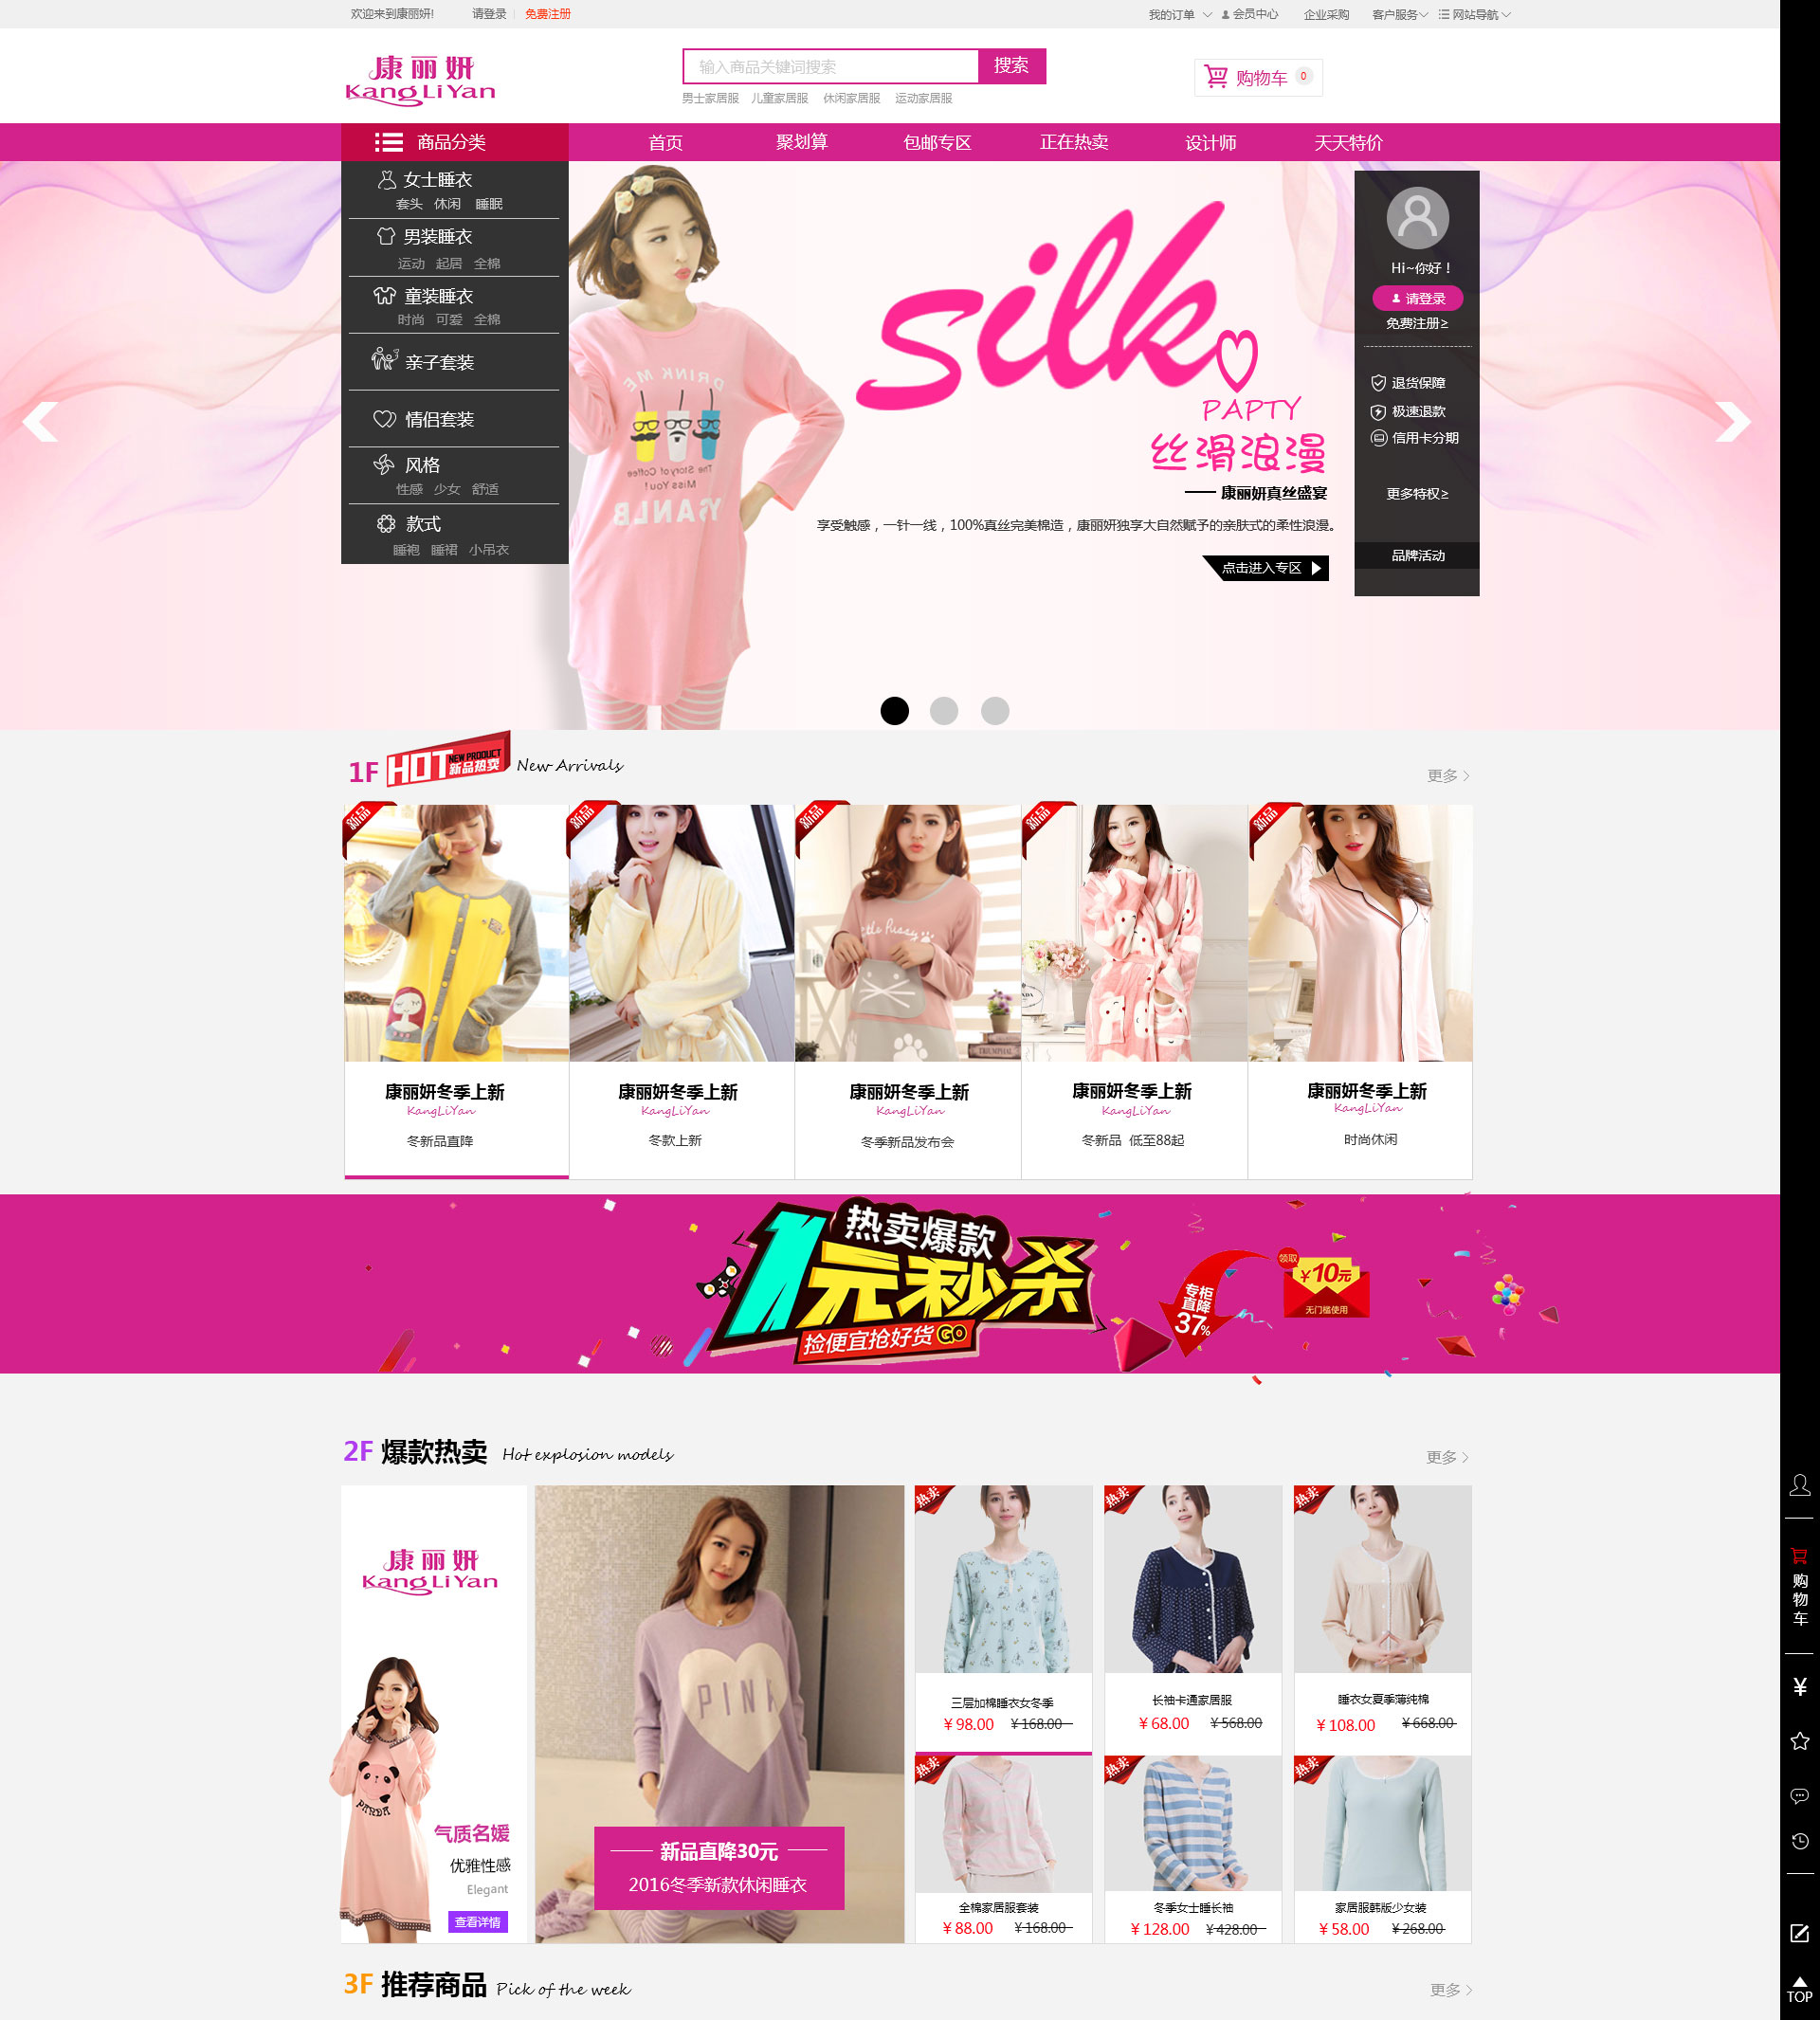 欢迎来到康丽妍!
请登录
免费注册
我的订单
会员中心
企业采购
客户服务
网站导航
康丽妍
KangLiYan
输入商品关键词搜索
搜索
男士家居服 儿童家居服 休闲家居服 运动家居服
购物车 0
商品分类
首页
聚划算
包邮专区
正在热卖
设计师
天天特价
女士睡衣
套头 休闲 睡眠
男装睡衣
运动 起居 全棉
童装睡衣
时尚 可爱 全棉
亲子套装
情侣套装
风格
性感 少女 舒适
款式
睡袍 睡裙 小吊衣
DRINK ME
The Story of Coffee
Miss You!
YSANLB
silk
PAPTY
丝滑浪漫
—— 康丽妍真丝盛宴
享受触感，一针一线，100%真丝完美棉造，康丽妍独享大自然赋予的亲肤式的柔性浪漫。
点击进入专区
Hi~你好！
请登录
免费注册≥
退货保障
极速退款
信用卡分期
更多特权≥
品牌活动
1F
HOT
NEW PRODUCT
新品热卖
New Arrivals
更多
新品
新品
新品
新品
新品
康丽妍冬季上新
KangLiYan
冬新品直降
康丽妍冬季上新
KangLiYan
冬款上新
康丽妍冬季上新
KangLiYan
冬季新品发布会
康丽妍冬季上新
KangLiYan
冬新品 低至88起
康丽妍冬季上新
KangLiYan
时尚休闲
热卖爆款
1元秒杀
捡便宜抢好货GO
专柜
直降
37%
领取
￥10元
无门槛使用
2F 爆款热卖 Hot explosion models
更多
康丽妍
KangLiYan
PANDA
气质名媛
优雅性感
Elegant
查看详情
PINK
新品直降30元
2016冬季新款休闲睡衣
热卖
热卖
热卖
三层加棉睡衣女冬季
￥98.00 ￥168.00
长袖卡通家居服
￥68.00 ￥568.00
睡衣女夏季薄纯棉
￥108.00 ￥668.00
热卖
热卖
热卖
全棉家居服套装
￥88.00 ￥168.00
冬季女士睡长袖
￥128.00 ￥428.00
家居服韩版少女装
￥58.00 ￥268.00
购物车
¥
TOP
3F 推荐商品 Pick of the week
更多